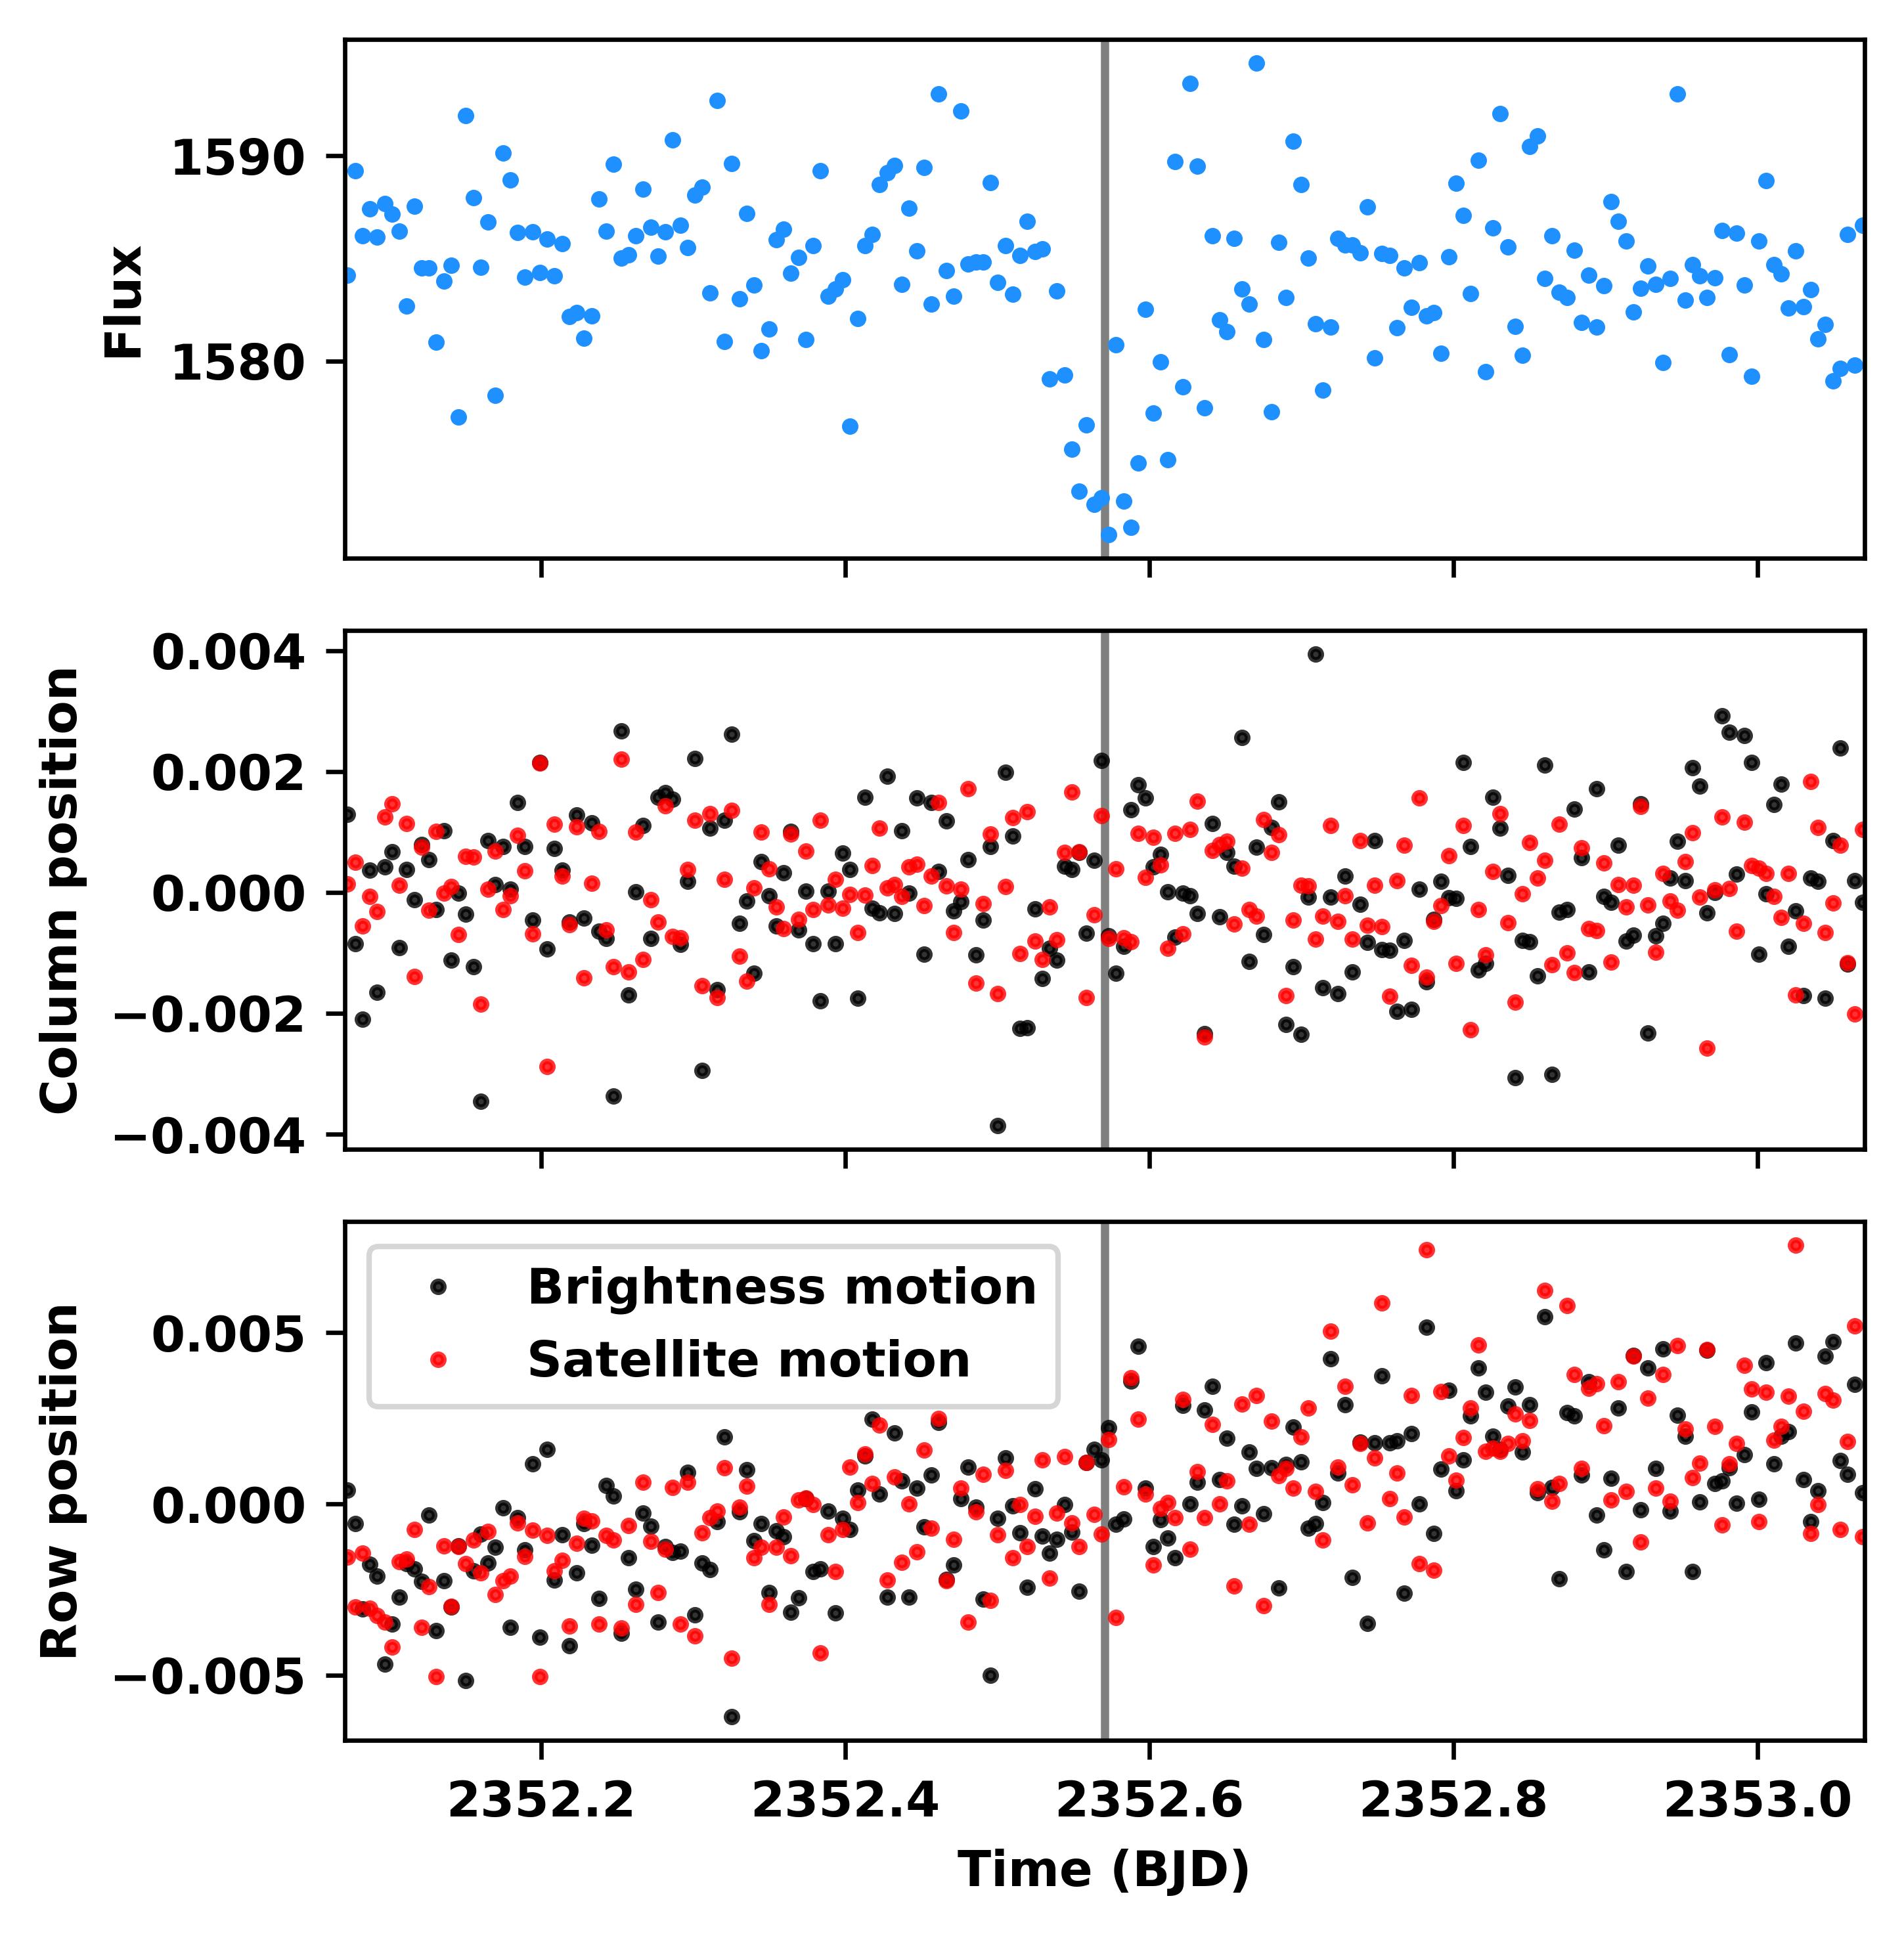 Flux
1590
1580
Column position
0.004
0.002
0.000
−0.002
−0.004
Row position
0.005
0.000
−0.005
Brightness motion
Satellite motion
2352.2 2352.4 2352.6 2352.8 2353.0
Time (BJD)